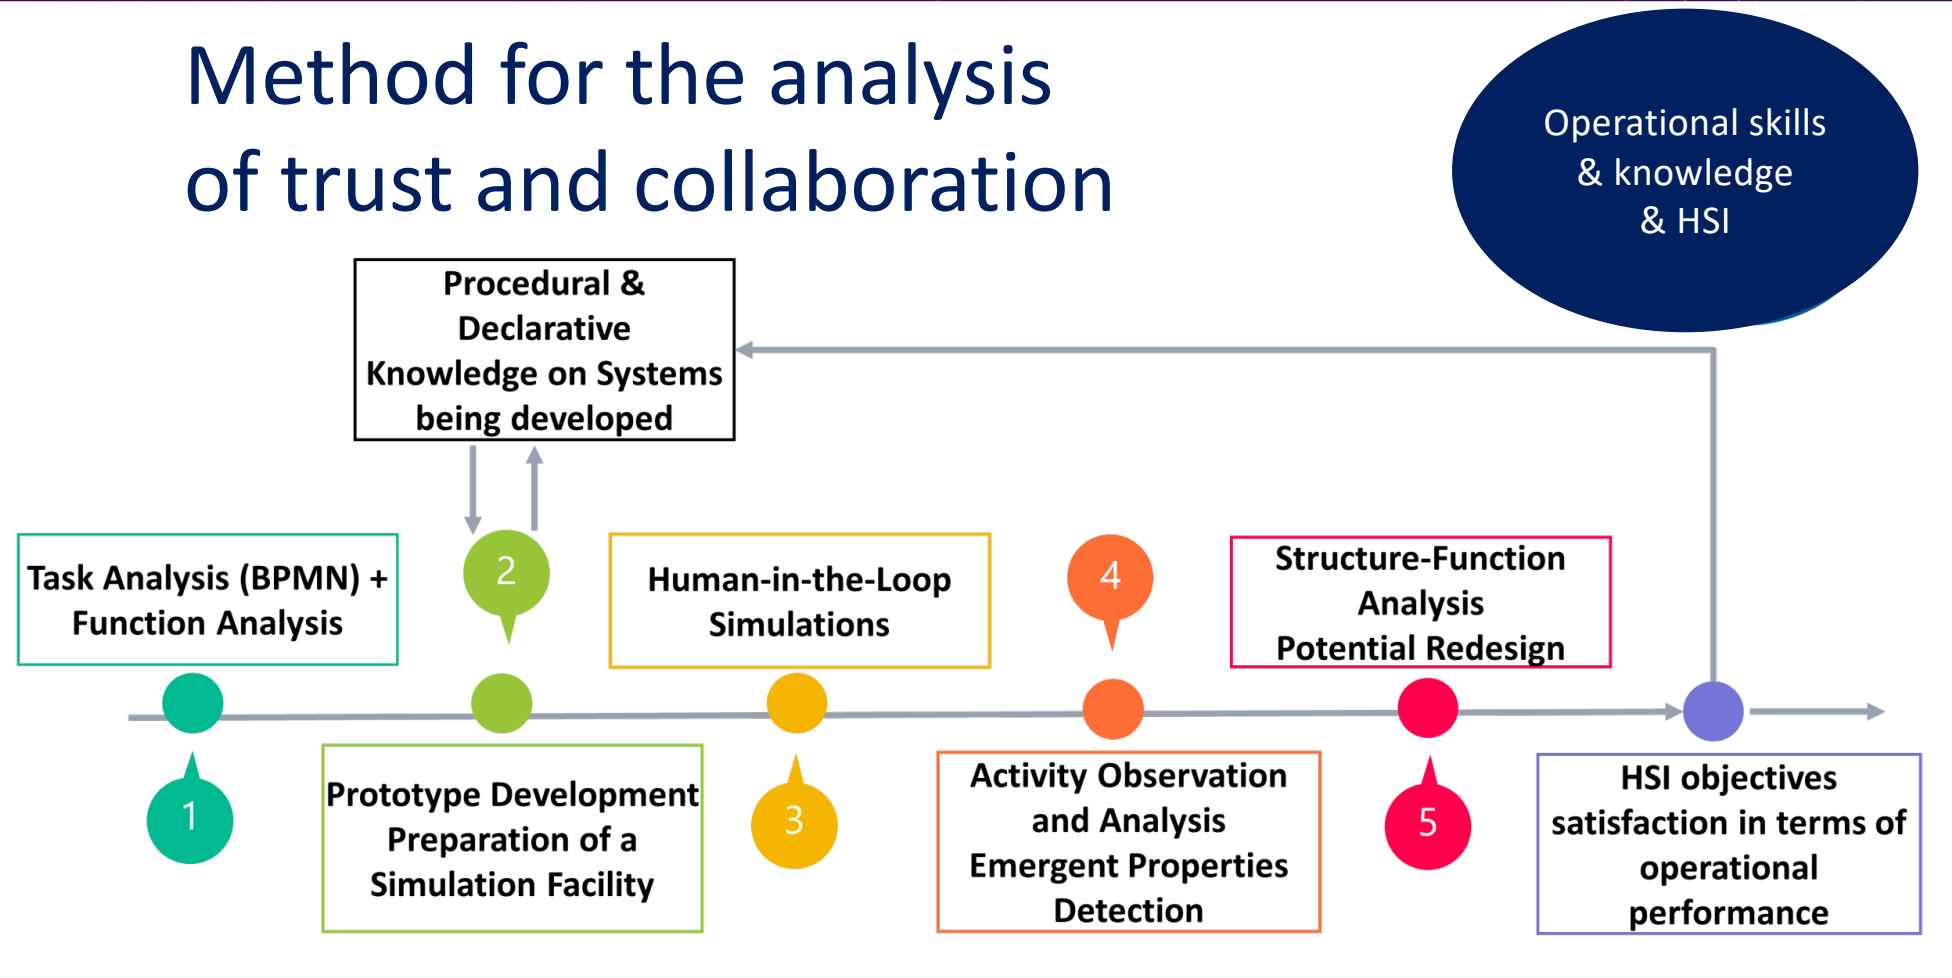 Method for the analysis
of trust and collaboration
Operational skills
& knowledge
& HSI
Procedural &
Declarative
Knowledge on Systems
being developed
Task Analysis (BPMN) +
Function Analysis
1
2
Prototype Development
Preparation of a
Simulation Facility
Human-in-the-Loop
Simulations
3
4
Activity Observation
and Analysis
Emergent Properties
Detection
Structure-Function
Analysis
Potential Redesign
5
HSI objectives
satisfaction in terms of
operational
performance